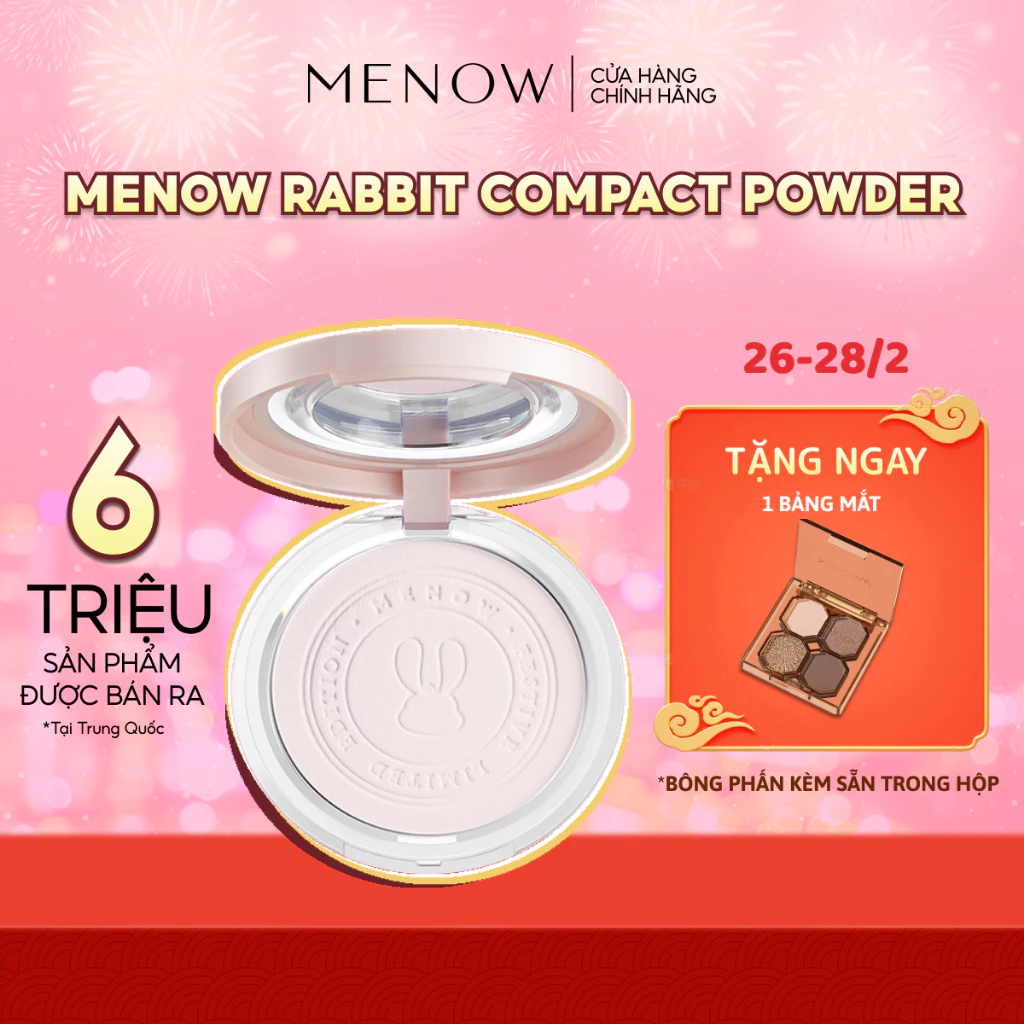 MENOW
CỬA HÀNG
CHÍNH HÃNG
MENOW RABBIT COMPACT POWDER
6
TRIỆU
SẢN PHẨM
ĐƯỢC BÁN RA
*Tại Trung Quốc
MENOW · FESTIVE LIMITED EDITION ·
26-28/2
TẶNG NGAY
1 BẢNG MẮT
MENOW
*BÔNG PHẤN KÈM SẴN TRONG HỘP